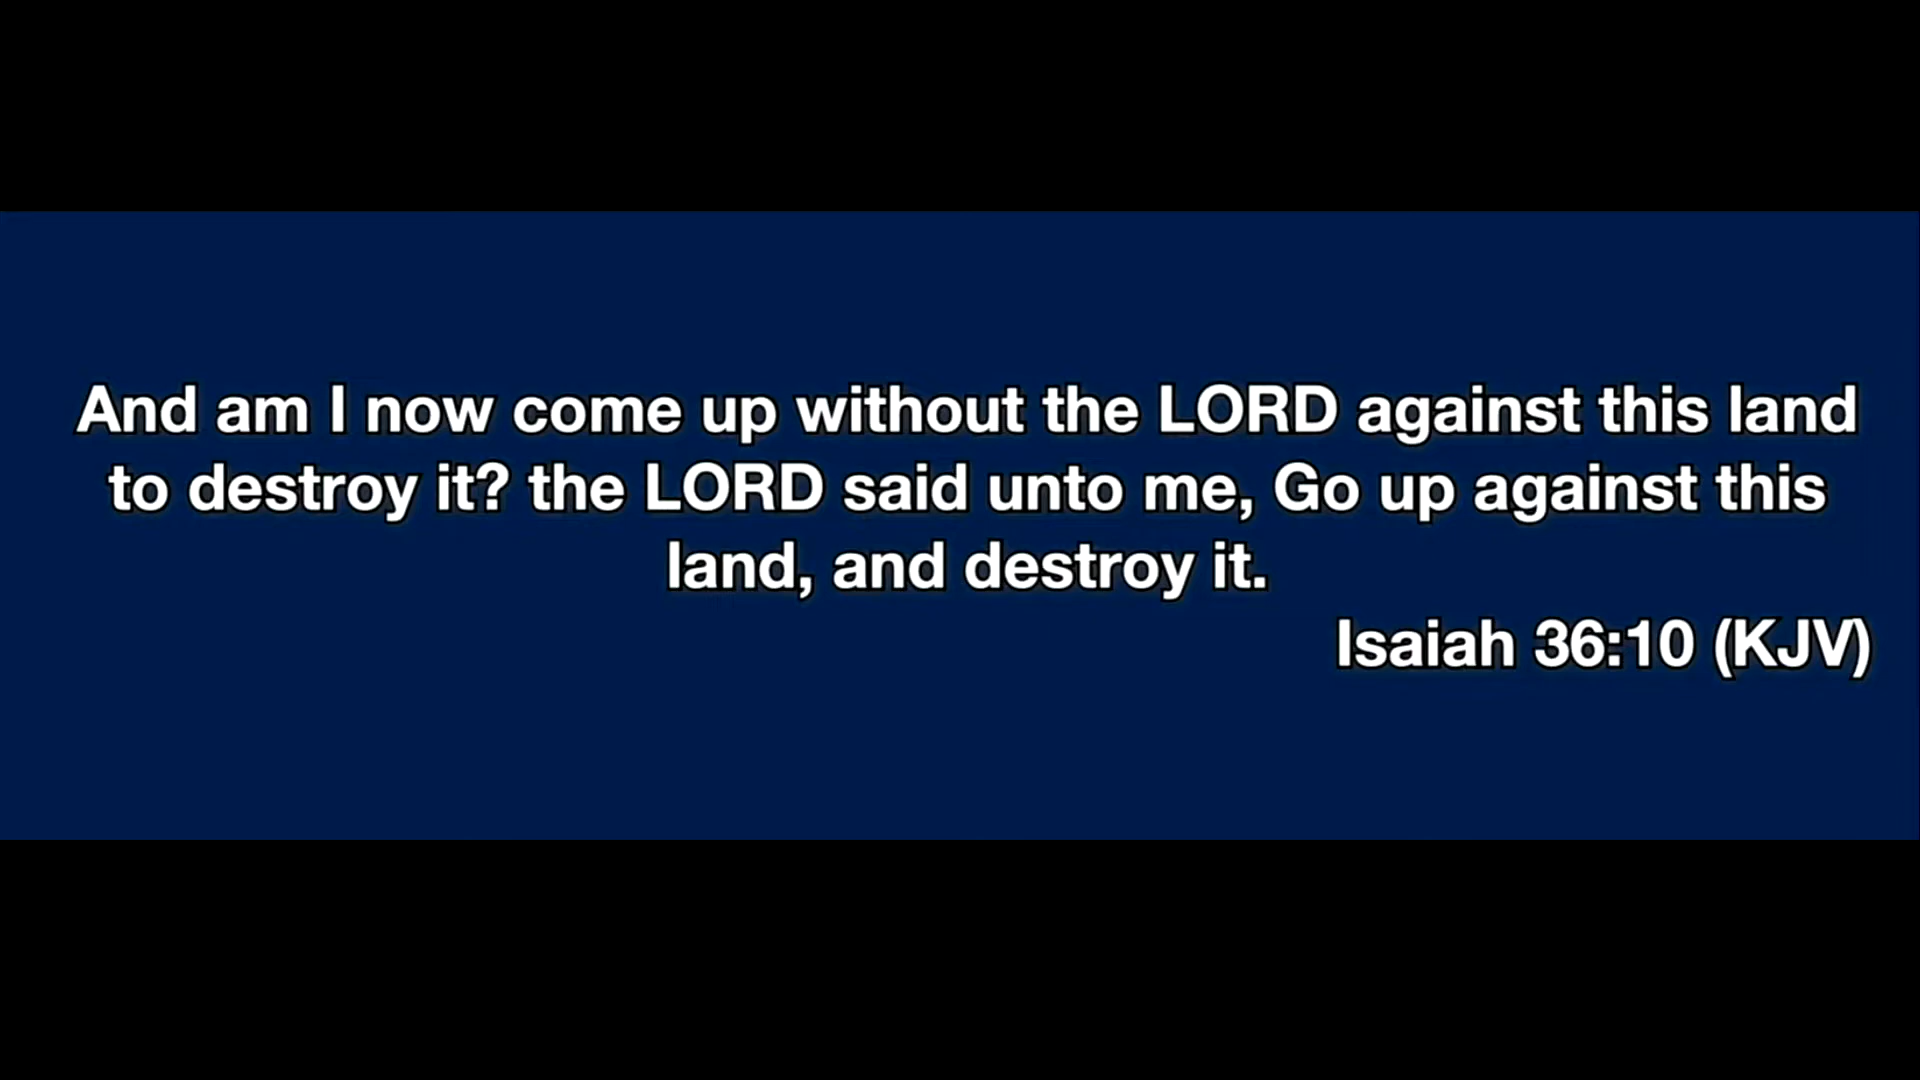 And am I now come up without the LORD against this land
to destroy it? the LORD said unto me, Go up against this
land, and destroy it.
Isaiah 36:10 (KJV)